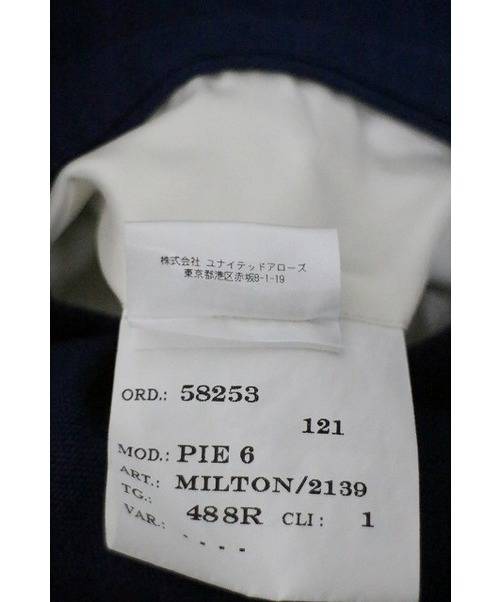 株式会社 ユナイテッドアローズ
東京都港区赤坂8-1-19
ORD.: 58253
121
MOD.: PIE 6
ART.: MILTON/2139
TG.: 488R CLI: 1
VAR.: ----